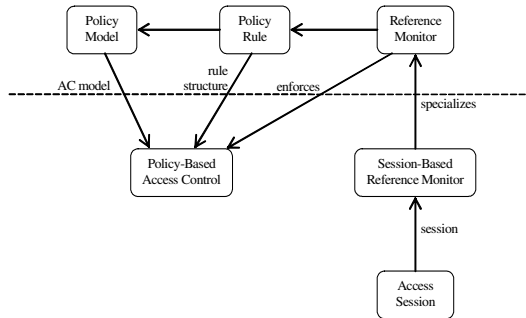 Policy
Model
Policy
Rule
Reference
Monitor
AC model
rule
structure
enforces
specializes
Policy-Based
Access Control
Session-Based
Reference Monitor
session
Access
Session